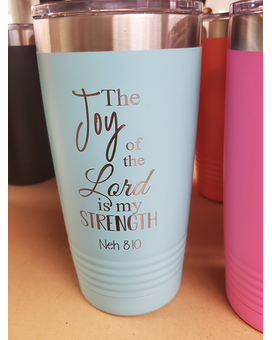 The
Joy
of
the
Lord
is my
STRENGTH
Neh 8:10